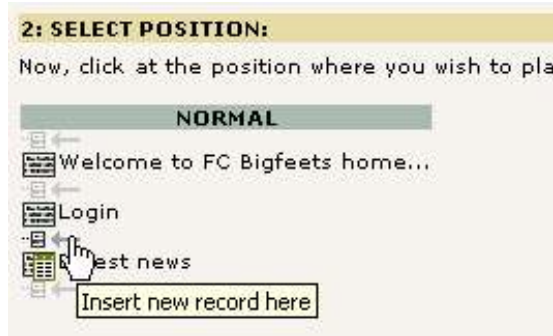 2: SELECT POSITION:
Now, click at the position where you wish to pla
NORMAL
Welcome to FC Bigfeets home...
Login
est news
Insert new record here